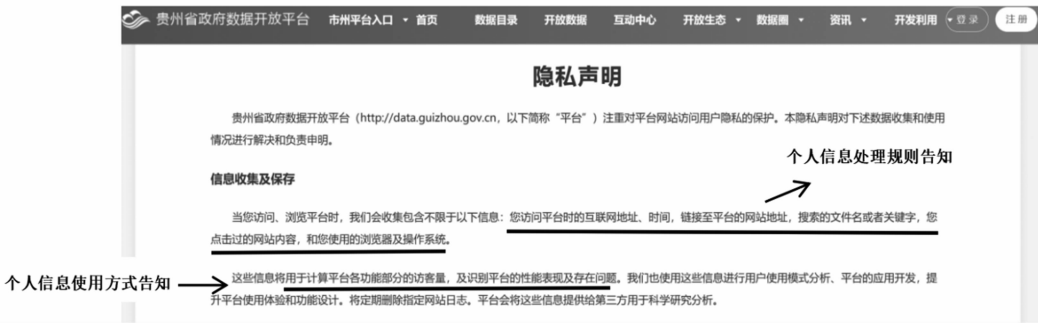 贵州省政府数据开放平台 市州平台入口 首页 数据目录 开放数据 互动中心 开放生态 数据圈 资讯 开发利用 登录 注册
隐私声明
贵州省政府数据开放平台（http://data.guizhou.gov.cn，以下简称“平台”）注重对平台网站访问用户隐私的保护。本隐私声明对下述数据收集和使用
情况进行解决和负责申明。
个人信息处理规则告知
信息收集及保存
当您访问、浏览平台时，我们会收集包含不限于以下信息：您访问平台时的互联网地址、时间，链接至平台的网站地址，搜索的文件名或者关键字，您
点击过的网站内容，和您使用的浏览器及操作系统。
个人信息使用方式告知
这些信息将用于计算平台各功能部分的访客量，及识别平台的性能表现及存在问题。我们也使用这些信息进行用户使用模式分析、平台的应用开发，提
升平台使用体验和功能设计。将定期删除指定网站日志。平台会将这些信息提供给第三方用于科学研究分析。